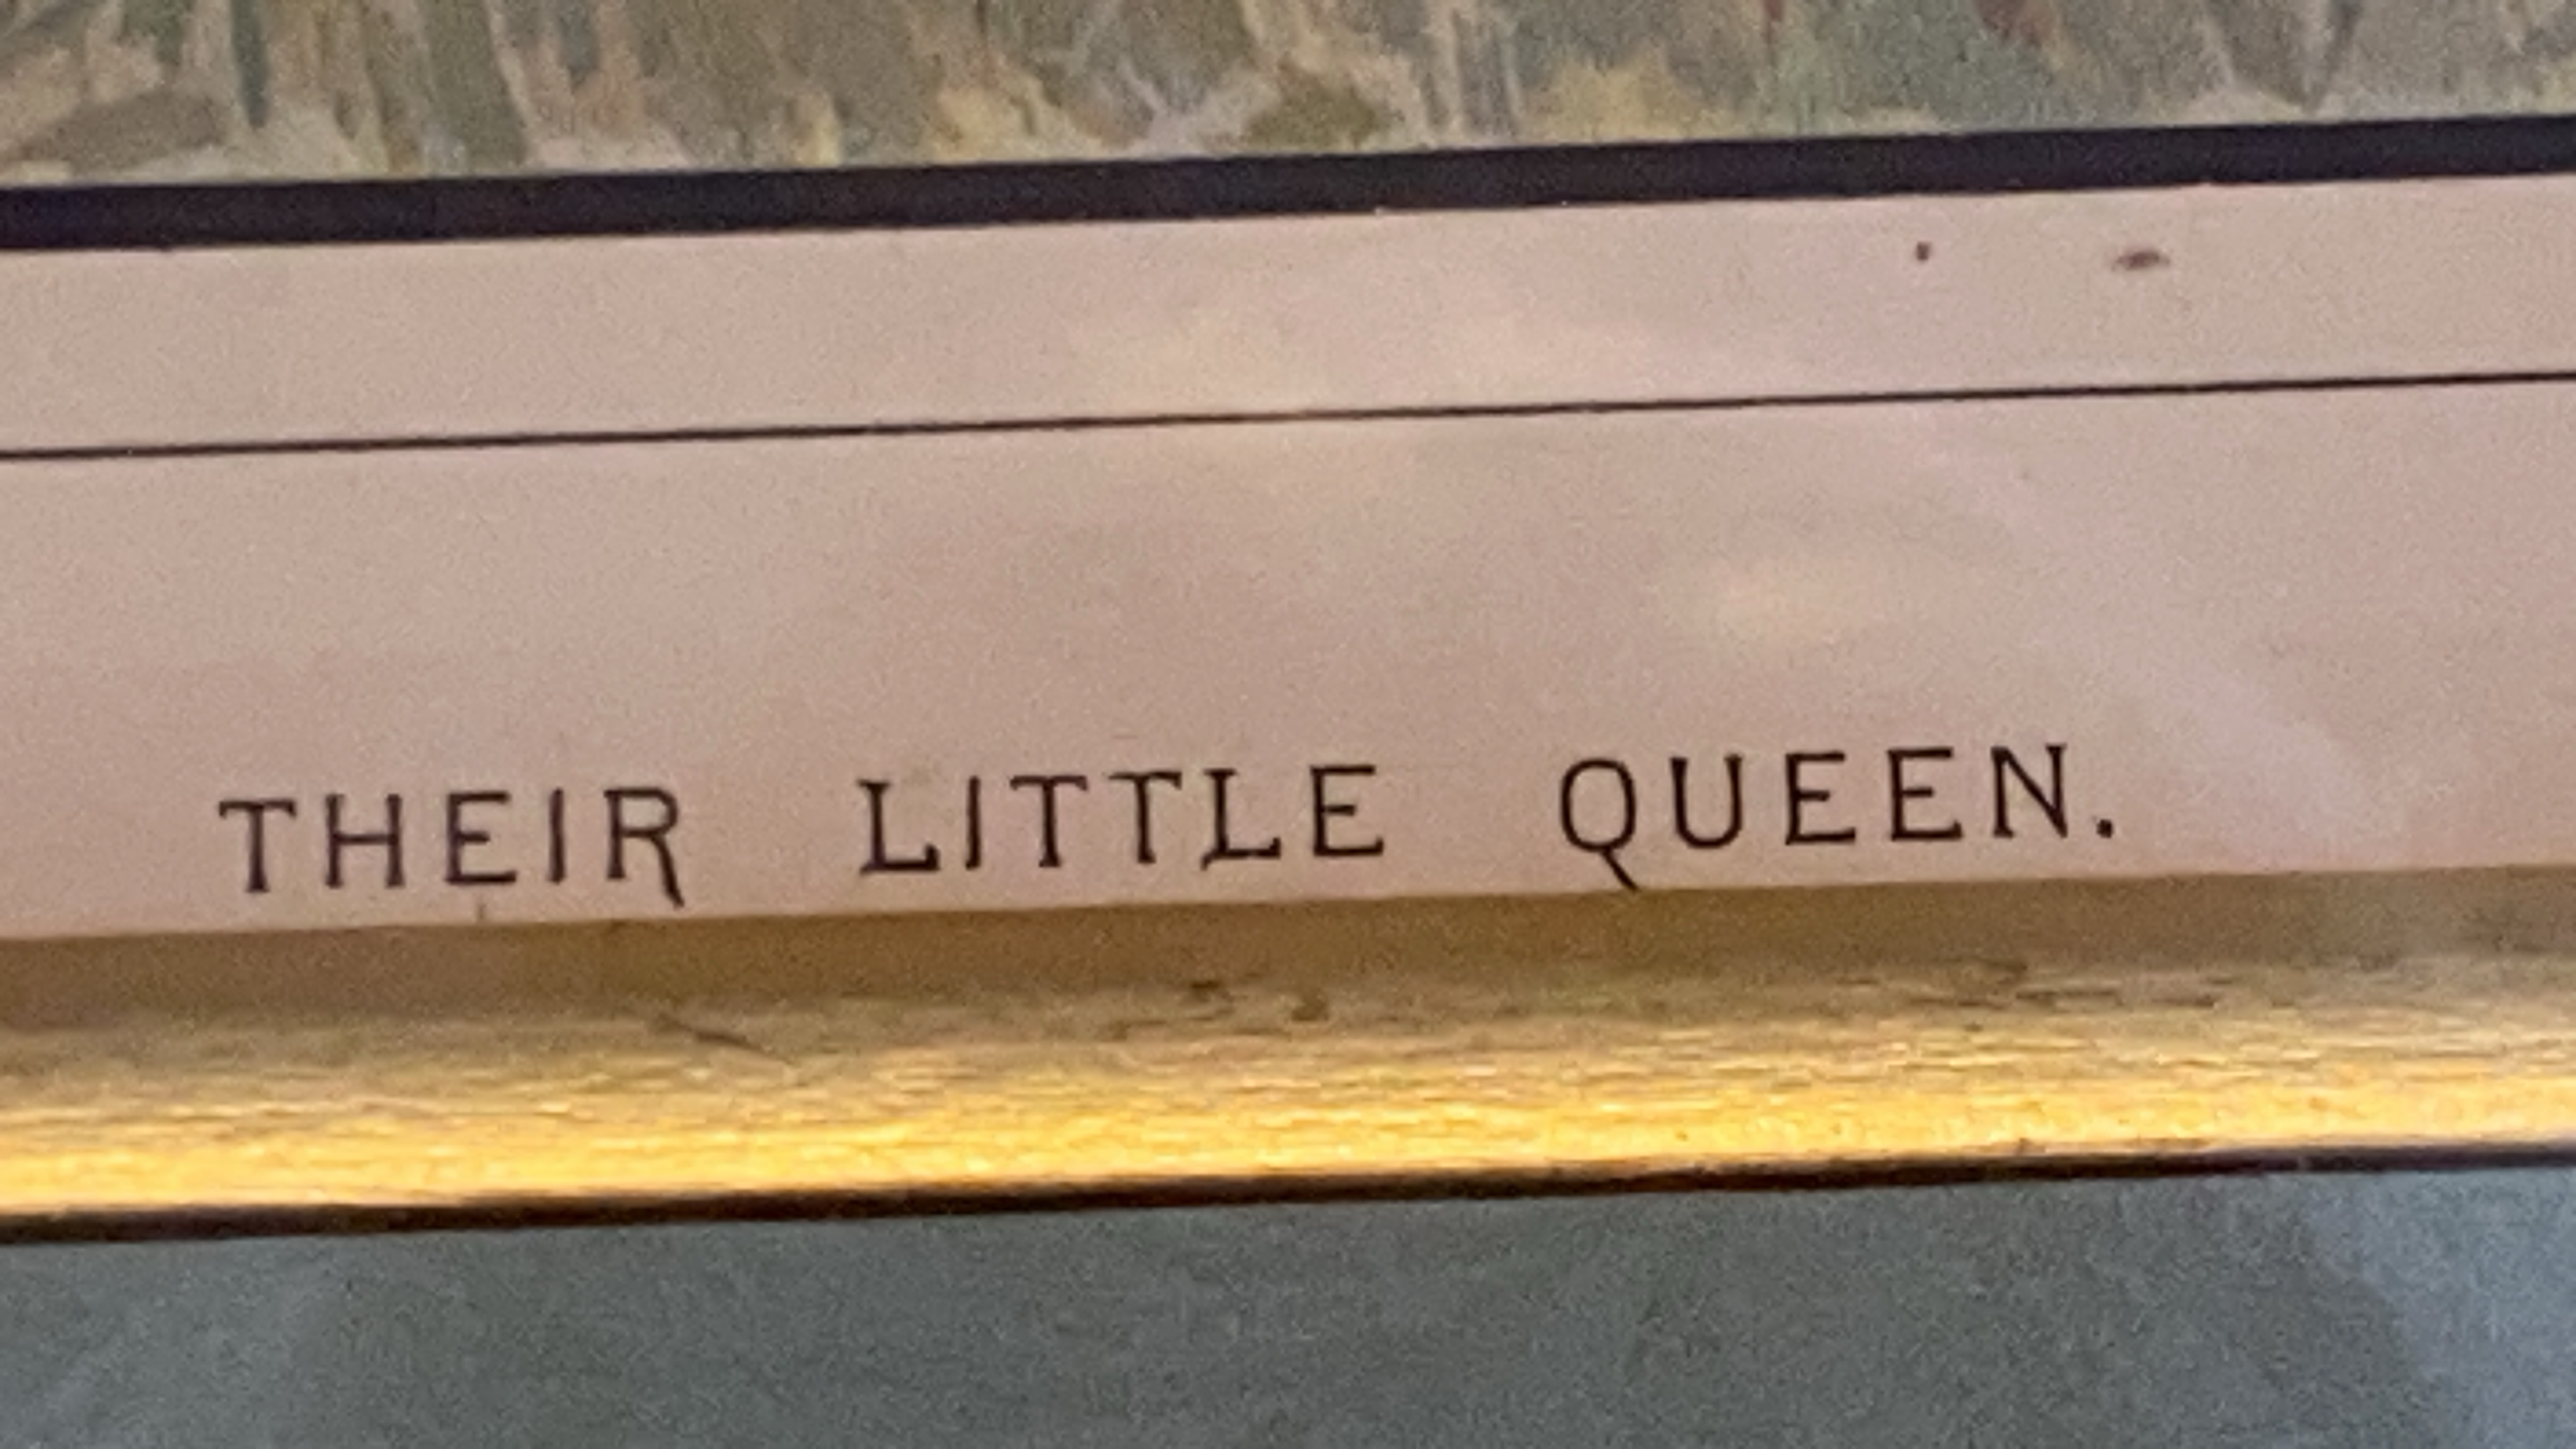 THEIR LITTLE QUEEN.